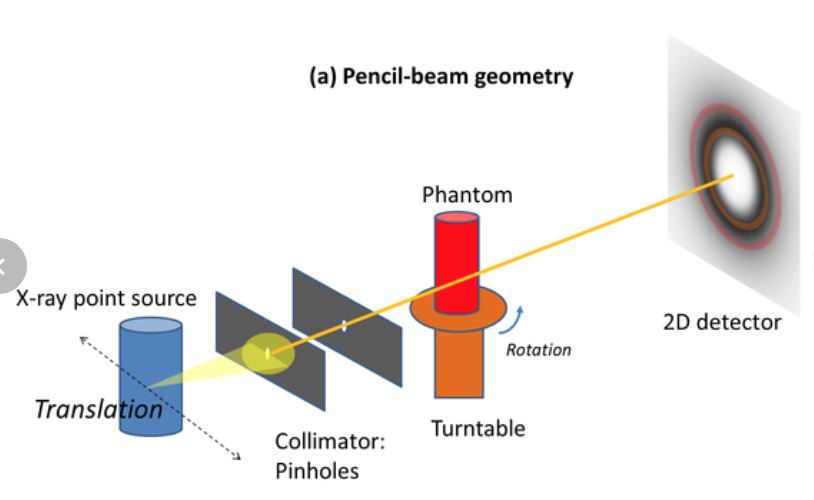 (a) Pencil-beam geometry
Phantom
X-ray point source
2D detector
Rotation
Translation
Turntable
Collimator:
Pinholes